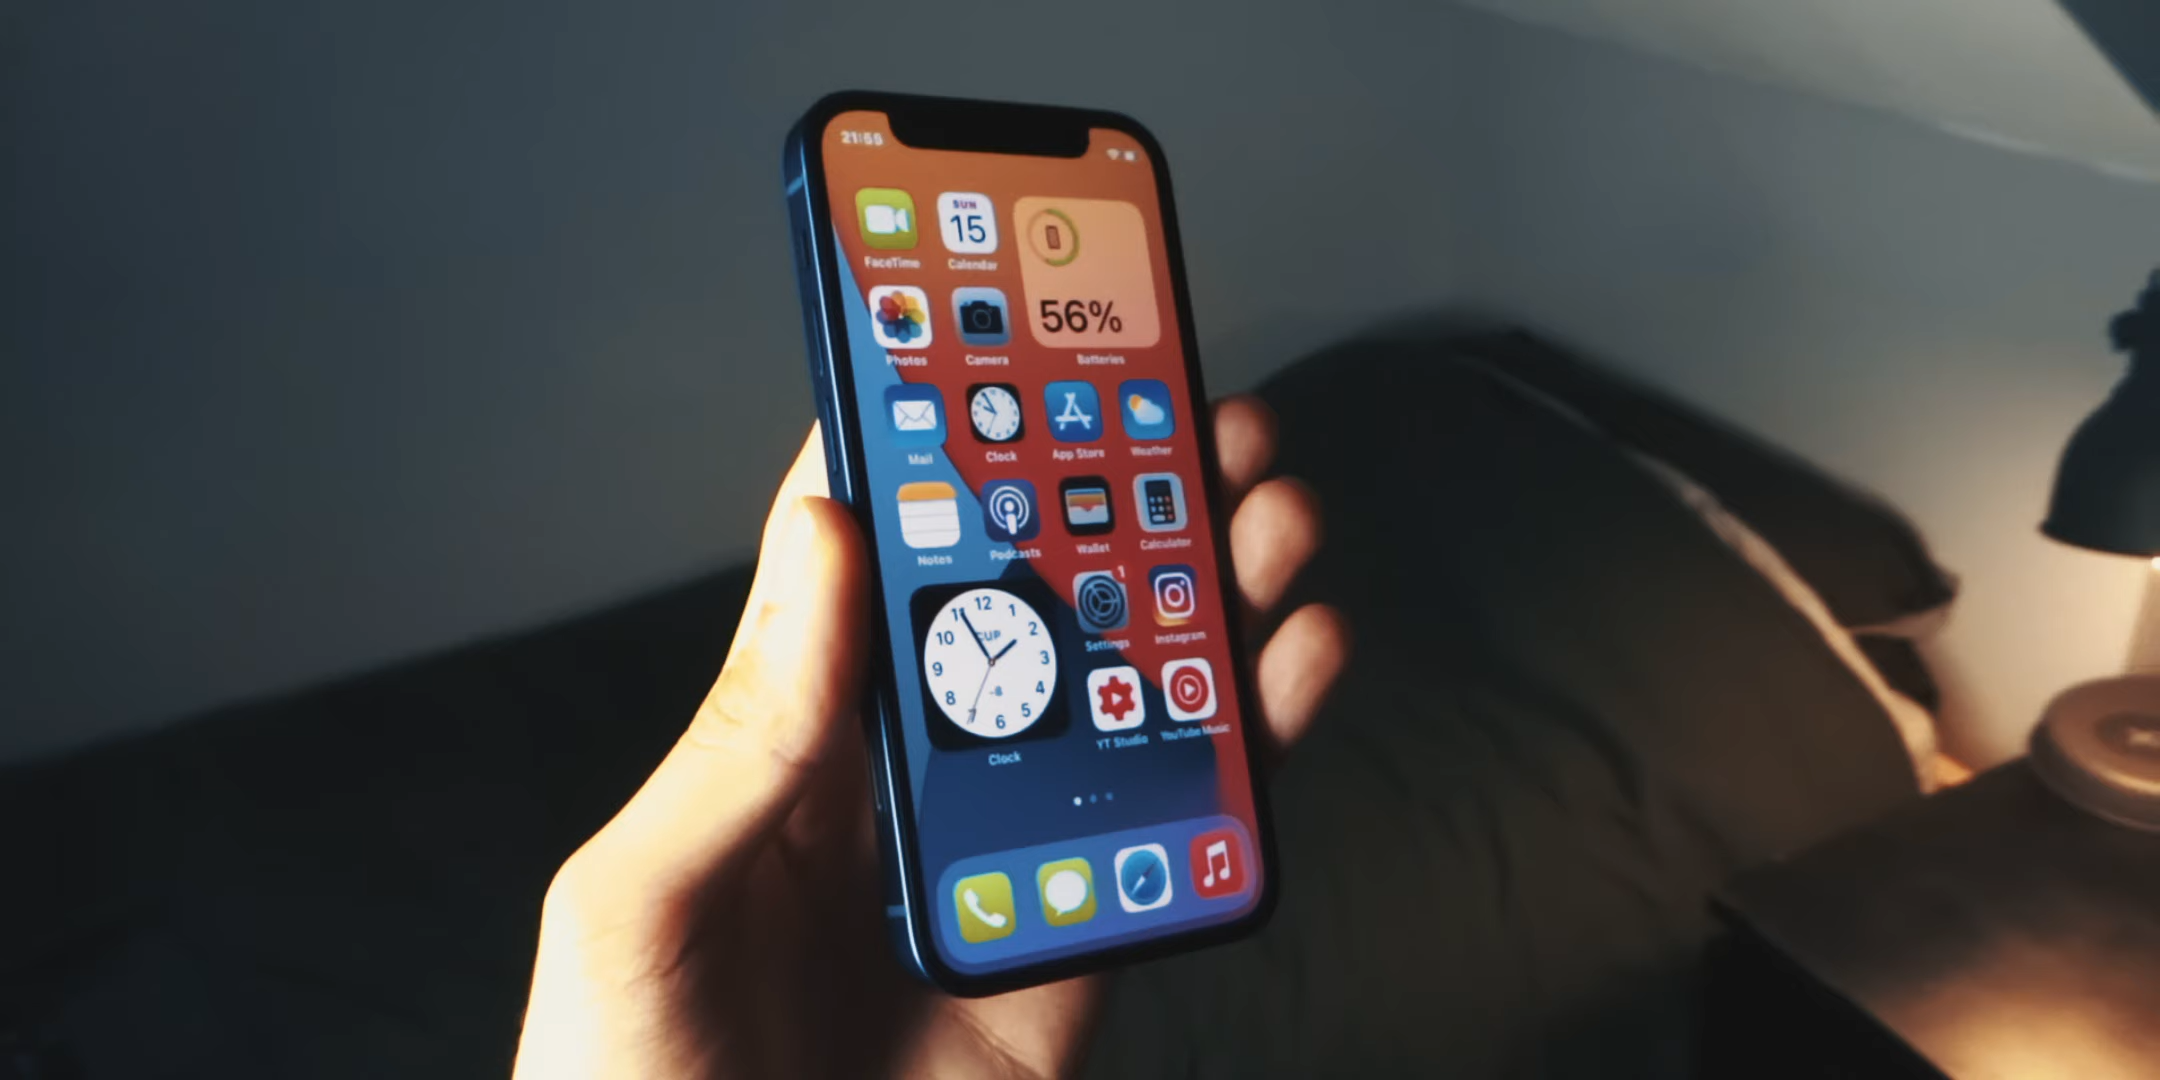 21:55
SUN
15
FaceTime
Calendar
56%
Photos
Camera
Batteries
Mail
Clock
App Store
Weather
Notes
Podcasts
Wallet
Calculator
1
Settings
Instagram
12
11
1
10
CUP
2
9
3
8
-8
4
7
6
5
Clock
YT Studio
YouTube Music